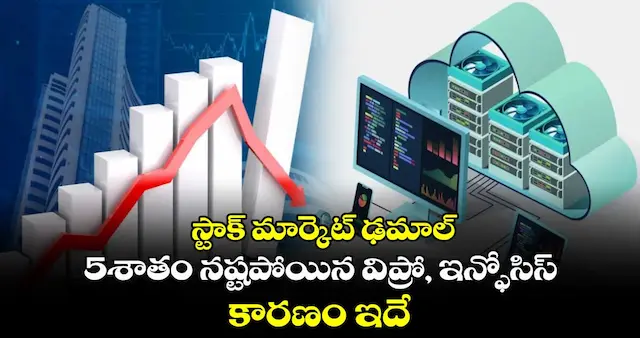 స్టాక్ మార్కెట్ ఢమాల్
5శాతం నష్టపోయిన విప్రో, ఇన్ఫోసిస్
కారణం ఇదే